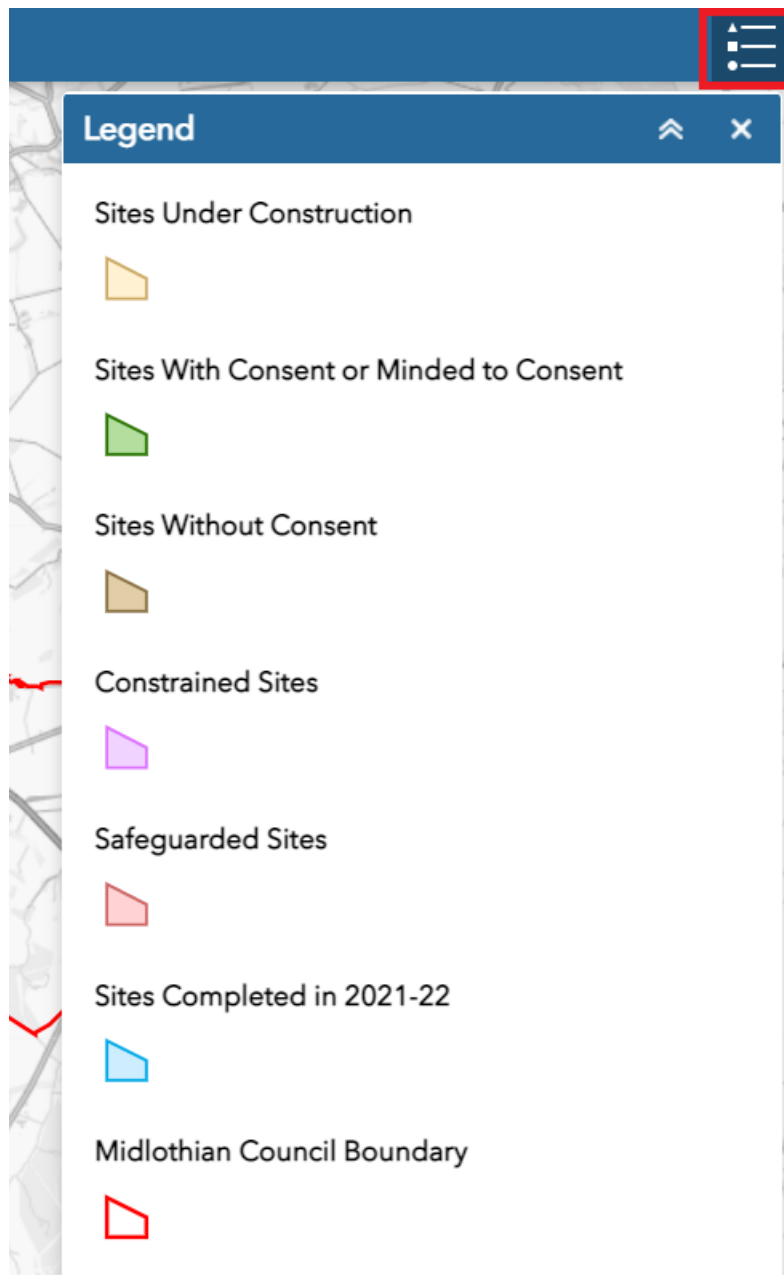 Legend
Sites Under Construction
Sites With Consent or Minded to Consent
Sites Without Consent
Constrained Sites
Safeguarded Sites
Sites Completed in 2021-22
Midlothian Council Boundary